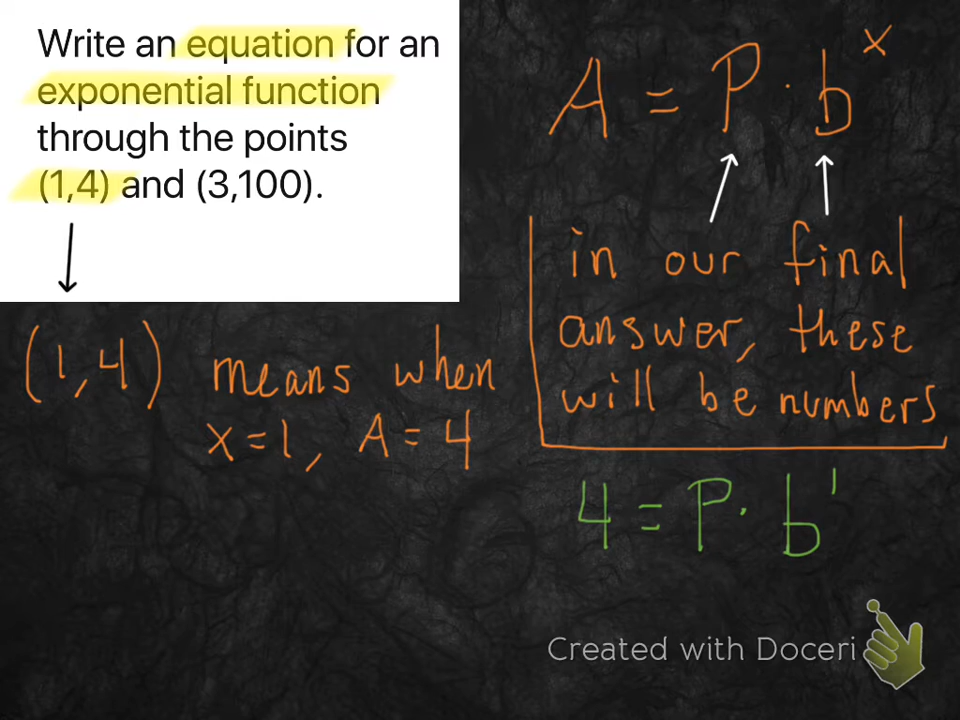 Write an equation for an
exponential function
through the points
(1,4) and (3,100).
A = P · b^x
in our final
answer, these
will be numbers
(1,4) means when
x=1, A=4
4 = P · b^1
Created with Doceri